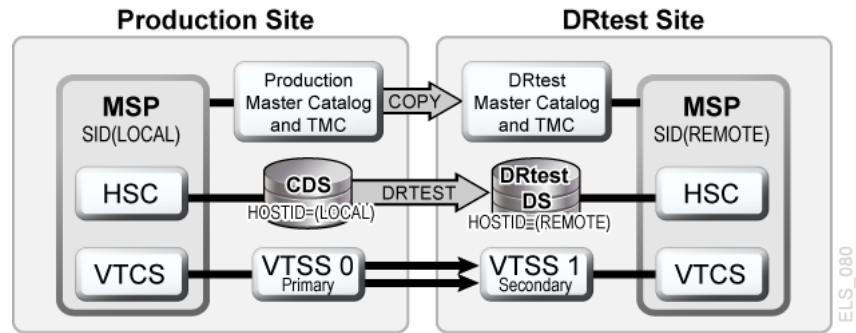 Production Site
DRtest Site
MSP
SID(LOCAL)
HSC
VTCS
Production
Master Catalog
and TMC
COPY
DRtest
Master Catalog
and TMC
CDS
HOSTID=(LOCAL)
DRTEST
DRtest
DS
HOSTID=(REMOTE)
VTSS 0
Primary
VTSS 1
Secondary
MSP
SID(REMOTE)
HSC
VTCS
ELS_080